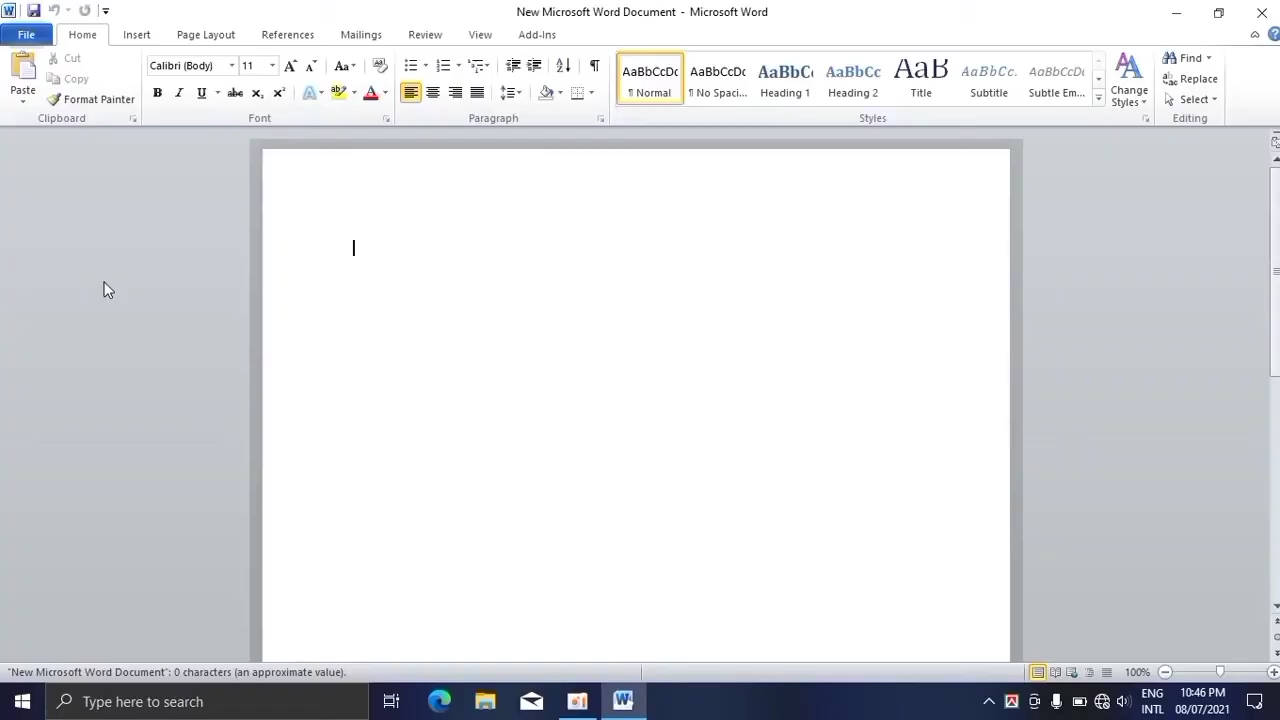 New Microsoft Word Document - Microsoft Word
File Home Insert Page Layout References Mailings Review View Add-Ins
Paste
Cut
Copy
Format Painter
Clipboard
Calibri (Body) 11
Font
Paragraph
AaBbCcDc AaBbCcDc AaBbC( AaBbCc AaB AaBbCc. AaBbCcDc
¶ Normal ¶ No Spaci... Heading 1 Heading 2 Title Subtitle Subtle Em...
Change Styles
Styles
Find
Replace
Select
Editing
"New Microsoft Word Document": 0 characters (an approximate value).
100%
Type here to search
ENG
INTL
10:46 PM
08/07/2021